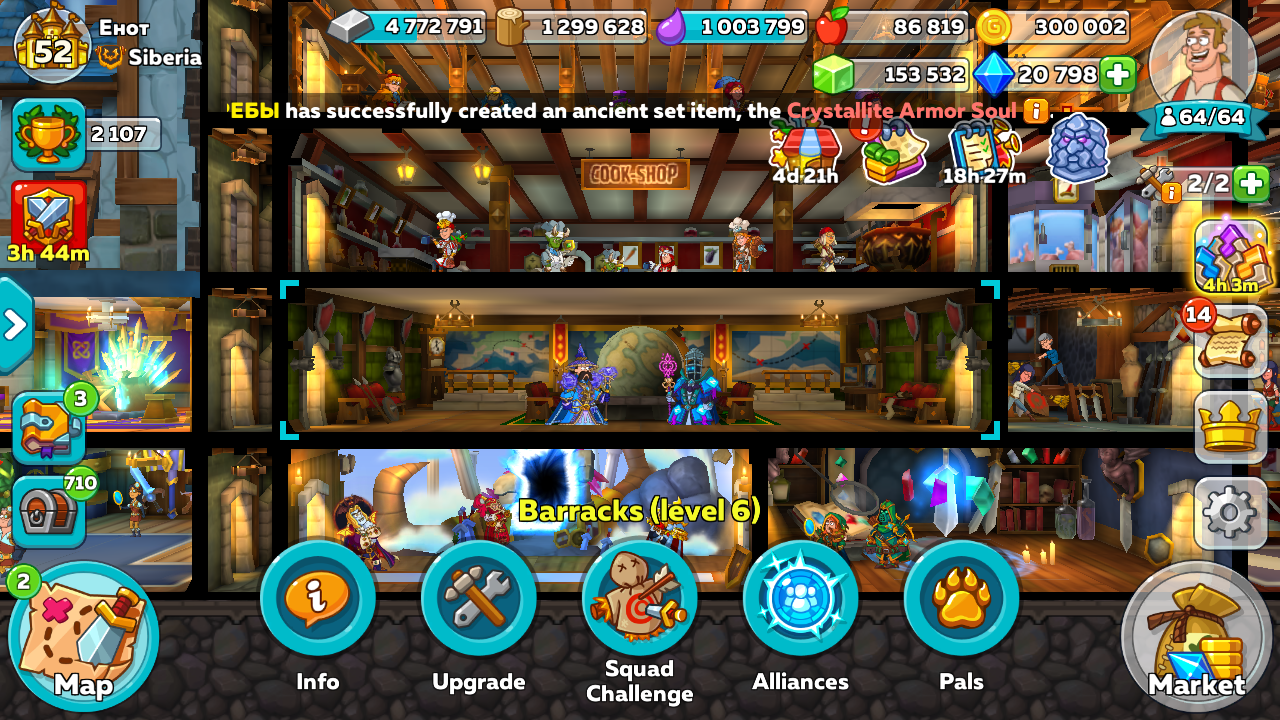 52
Енот
Siberia
4 772 791
1 299 628
1 003 799
86 819
300 002
153 532
20 798
64/64
'ЕБЫ has successfully created an ancient set item, the Crystallite Armor Soul i .
2 107
3h 44m
COOK-SHOP
4d 21h
18h 27m
2/2
4h 3m
14
3
710
Barracks (level 6)
2
Map
Info
Upgrade
Squad
Challenge
Alliances
Pals
Market